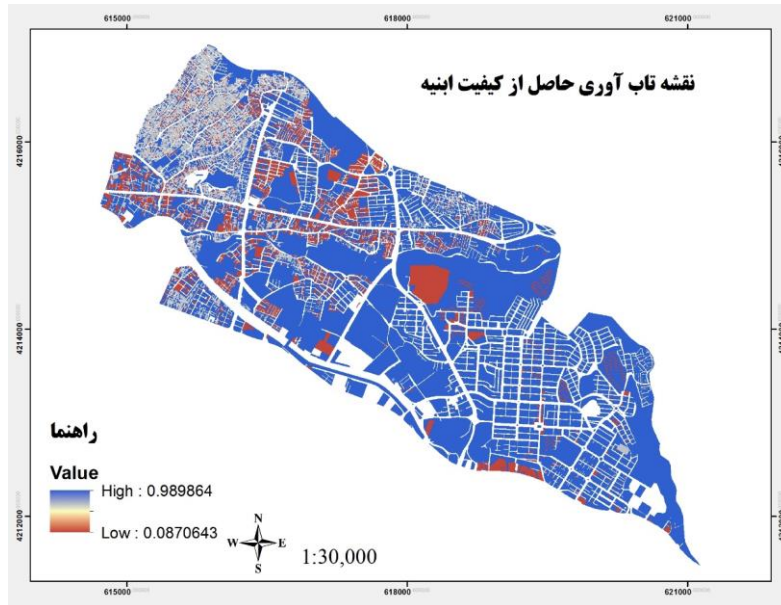 615000 618000 621000
نقشه تاب آوری حاصل از کیفیت ابنیه
4216000
4214000
4212000
راهنما
Value
High : 0.989864
Low : 0.0870643
N
W E
S
1:30,000
615000 618000 621000